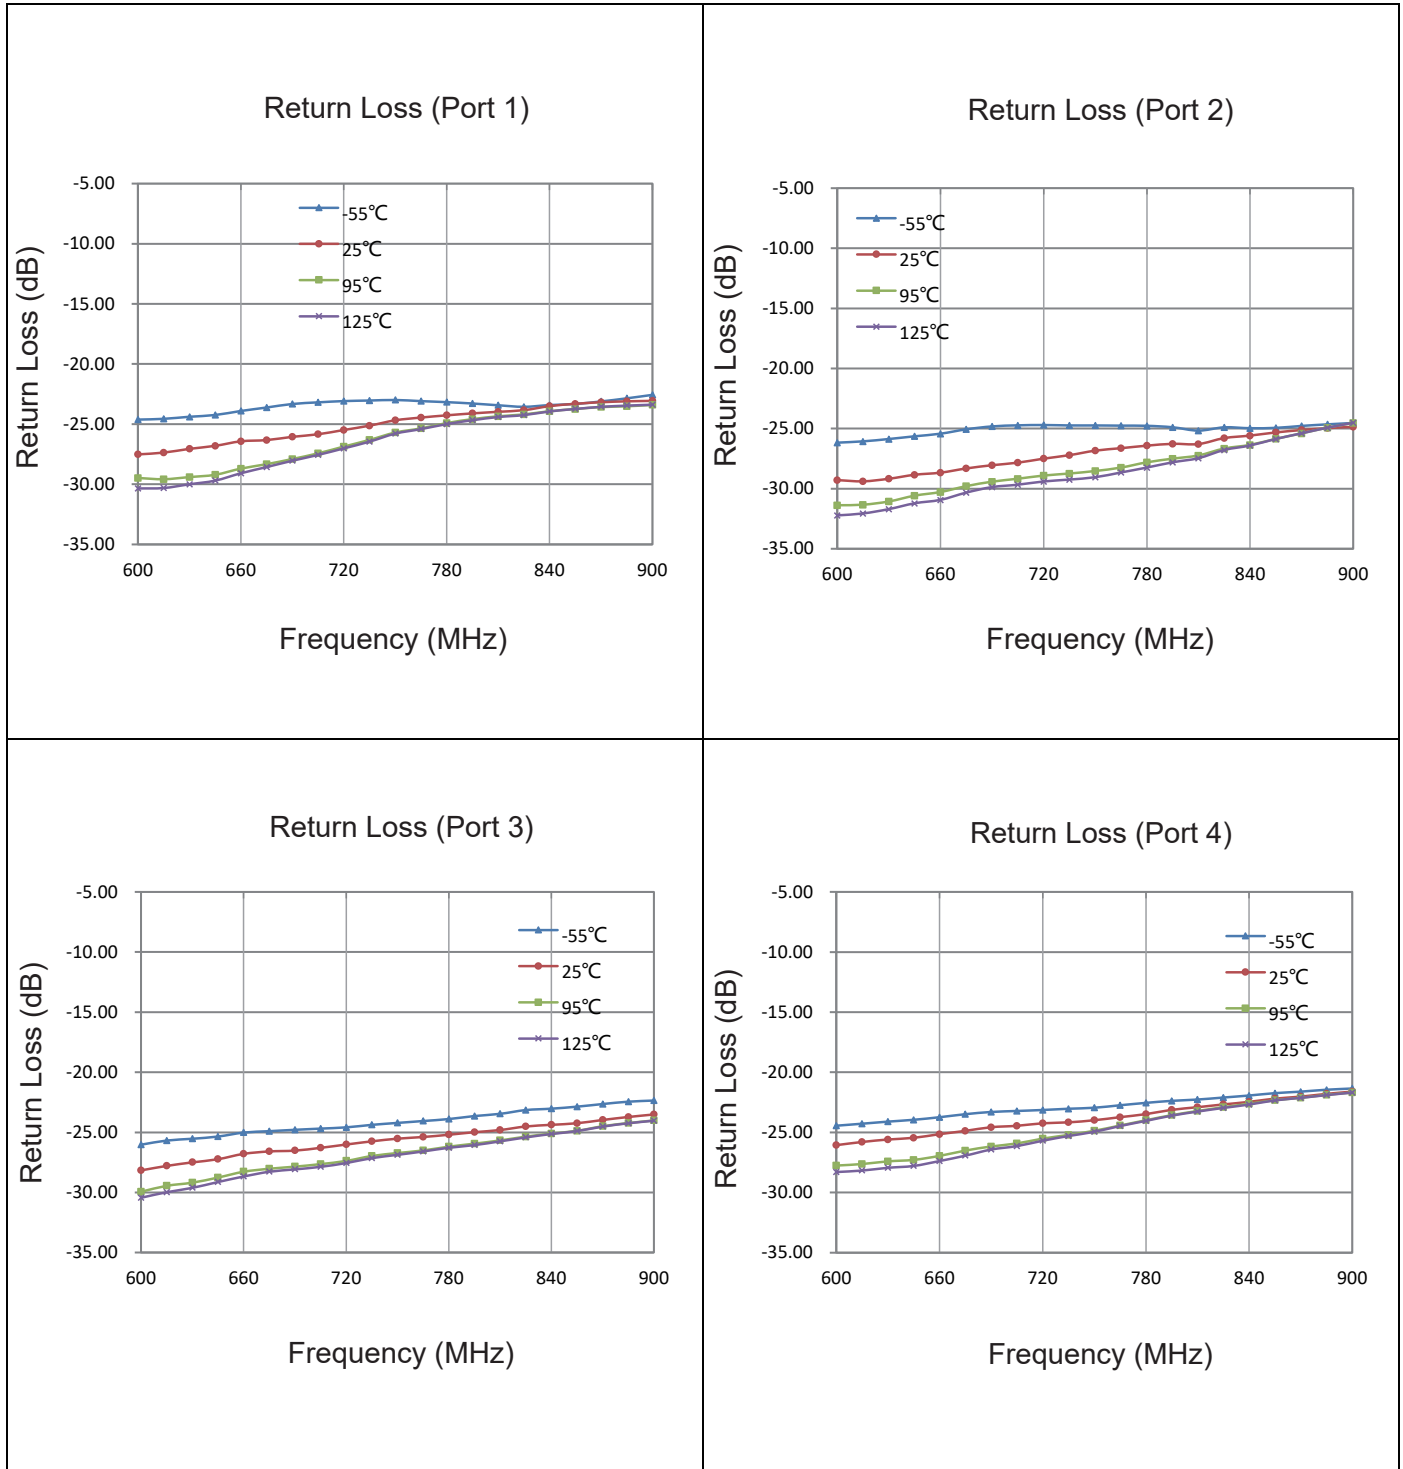 Return Loss (Port 1)
Return Loss (dB)
-5.00
-10.00
-15.00
-20.00
-25.00
-30.00
-35.00
-55℃
25℃
95℃
125℃
600 660 720 780 840 900
Frequency (MHz)
Return Loss (Port 2)
Return Loss (dB)
-5.00
-10.00
-15.00
-20.00
-25.00
-30.00
-35.00
-55℃
25℃
95℃
125℃
600 660 720 780 840 900
Frequency (MHz)
Return Loss (Port 3)
Return Loss (dB)
-5.00
-10.00
-15.00
-20.00
-25.00
-30.00
-35.00
-55℃
25℃
95℃
125℃
600 660 720 780 840 900
Frequency (MHz)
Return Loss (Port 4)
Return Loss (dB)
-5.00
-10.00
-15.00
-20.00
-25.00
-30.00
-35.00
-55℃
25℃
95℃
125℃
600 660 720 780 840 900
Frequency (MHz)